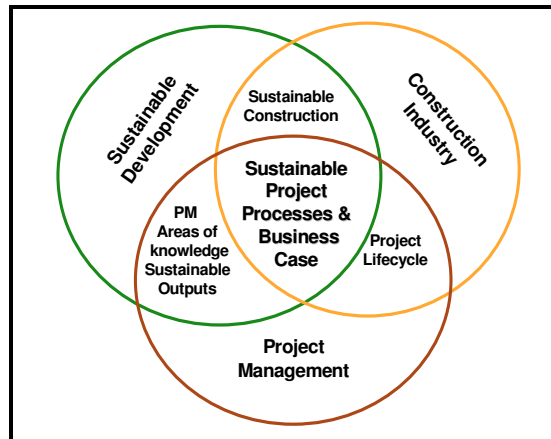 Sustainable
Development
Construction
Industry
Sustainable
Construction
Sustainable
Project
Processes &
Business
Case
PM
Areas of
knowledge
Sustainable
Outputs
Project
Lifecycle
Project
Management